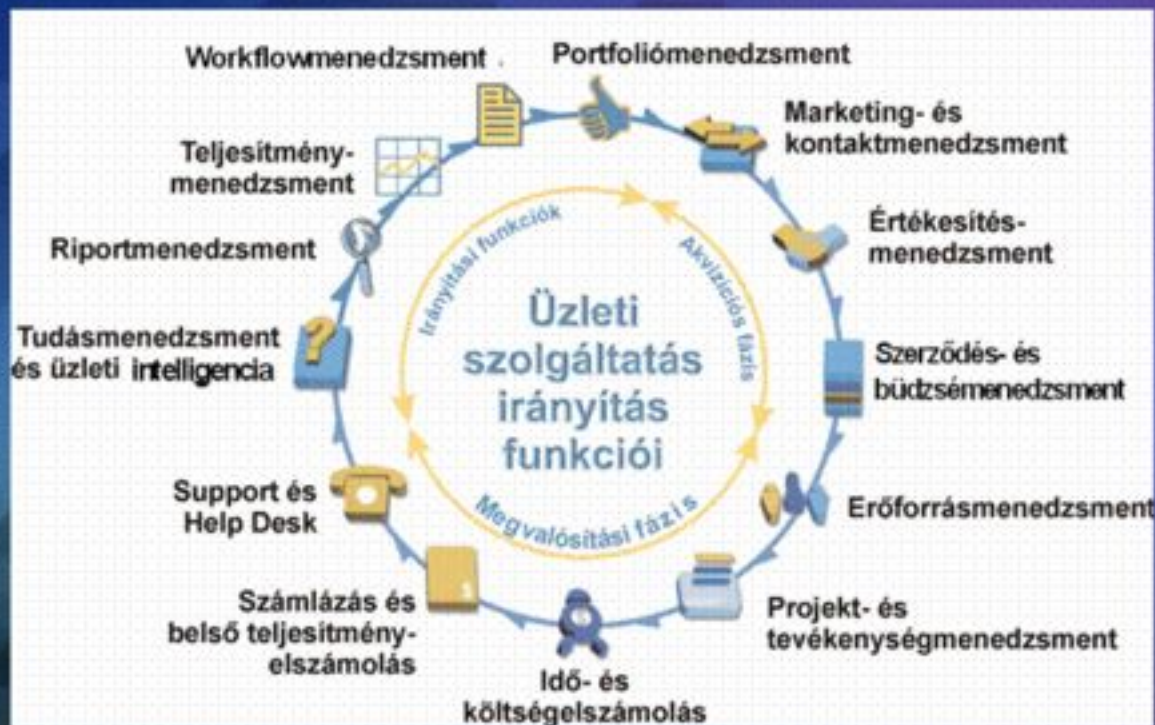 Workflowmenedzsment
Portfoliómenedzsment
Marketing- és
kontaktmenedzsment
Értékesítés-
menedzsment
Szerződés- és
büdzsémenedzsment
Erőforrásmenedzsment
Projekt- és
tevékenységmenedzsment
Idő- és
költségelszámolás
Számlázás és
belső teljesítmény-
elszámolás
Support és
Help Desk
Tudásmenedzsment
és üzleti intelligencia
Riportmenedzsment
Teljesítmény-
menedzsment
Irányítási funkciók
Akvizíciós fázis
Megvalósítási fázis
Üzleti
szolgáltatás
irányítás
funkciói